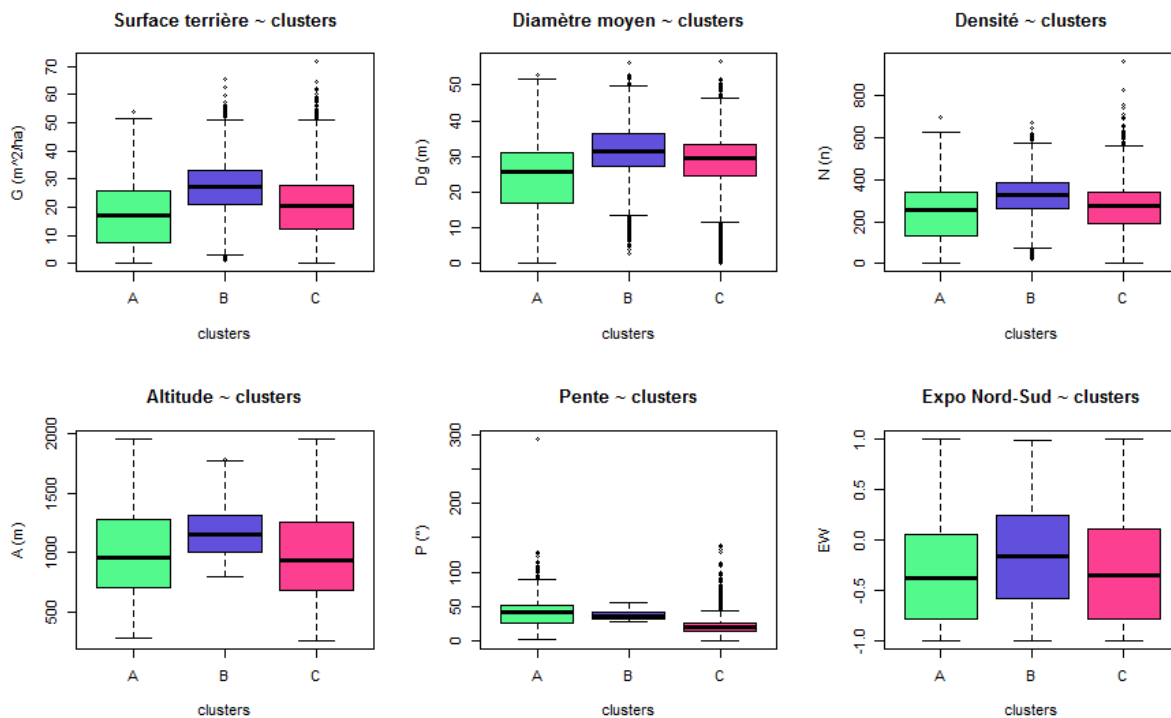 Surface terrière ~ clusters
G (m^2/ha)
0 10 20 30 40 50 60 70
A B C
clusters
Diamètre moyen ~ clusters
Dg (m)
0 10 20 30 40 50
A B C
clusters
Densité ~ clusters
N (n)
0 200 400 600 800
A B C
clusters
Altitude ~ clusters
A (m)
500 1000 1500 2000
A B C
clusters
Pente ~ clusters
P (°)
0 50 100 200 300
A B C
clusters
Expo Nord-Sud ~ clusters
EW
-1.0 -0.5 0.0 0.5 1.0
A B C
clusters